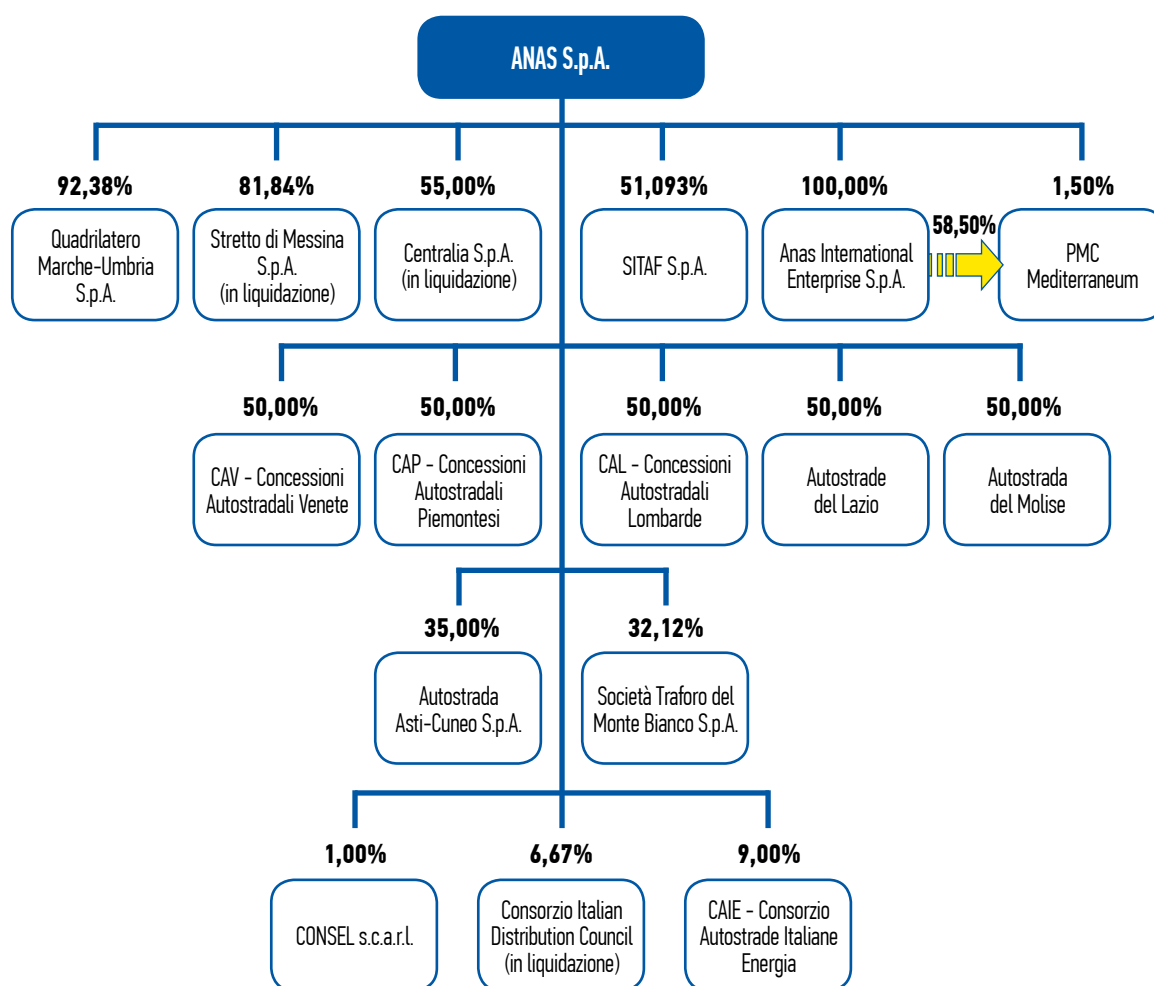 ANAS S.p.A.
92,38%
81,84%
55,00%
51,093%
100,00%
1,50%
Quadrilatero
Marche-Umbria
S.p.A.
Stretto di Messina
S.p.A.
(in liquidazione)
Centralia S.p.A.
(in liquidazione)
SITAF S.p.A.
Anas International
Enterprise S.p.A.
58,50%
PMC
Mediterraneum
50,00%
50,00%
50,00%
50,00%
50,00%
CAV - Concessioni
Autostradali Venete
CAP - Concessioni
Autostradali
Piemontesi
CAL - Concessioni
Autostradali
Lombarde
Autostrade
del Lazio
Autostrada
del Molise
35,00%
32,12%
Autostrada
Asti-Cuneo S.p.A.
Società Traforo del
Monte Bianco S.p.A.
1,00%
6,67%
9,00%
CONSEL s.c.a.r.l.
Consorzio Italian
Distribution Council
(in liquidazione)
CAIE - Consorzio
Autostrade Italiane
Energia